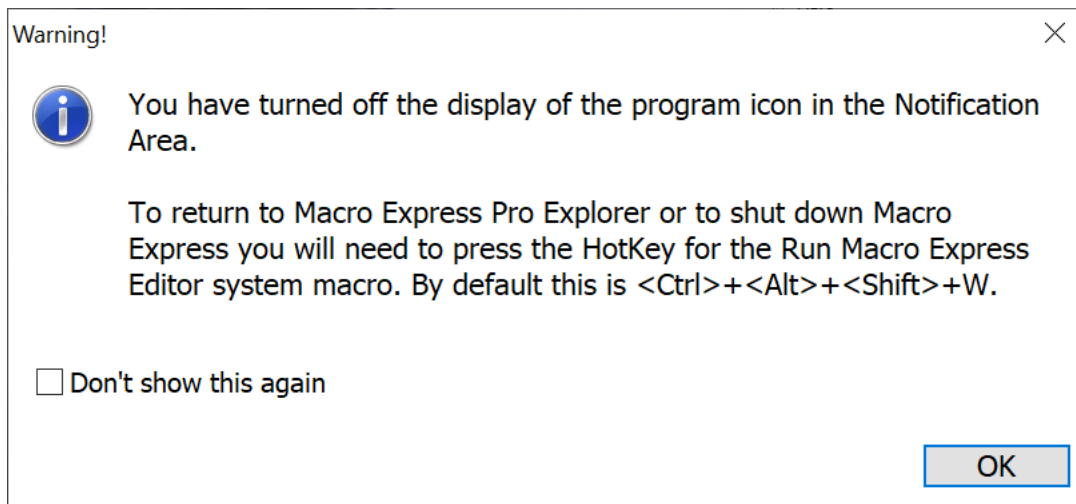 Warning!
You have turned off the display of the program icon in the Notification
Area.
To return to Macro Express Pro Explorer or to shut down Macro
Express you will need to press the HotKey for the Run Macro Express
Editor system macro. By default this is <Ctrl>+<Alt>+<Shift>+W.
Don't show this again
OK